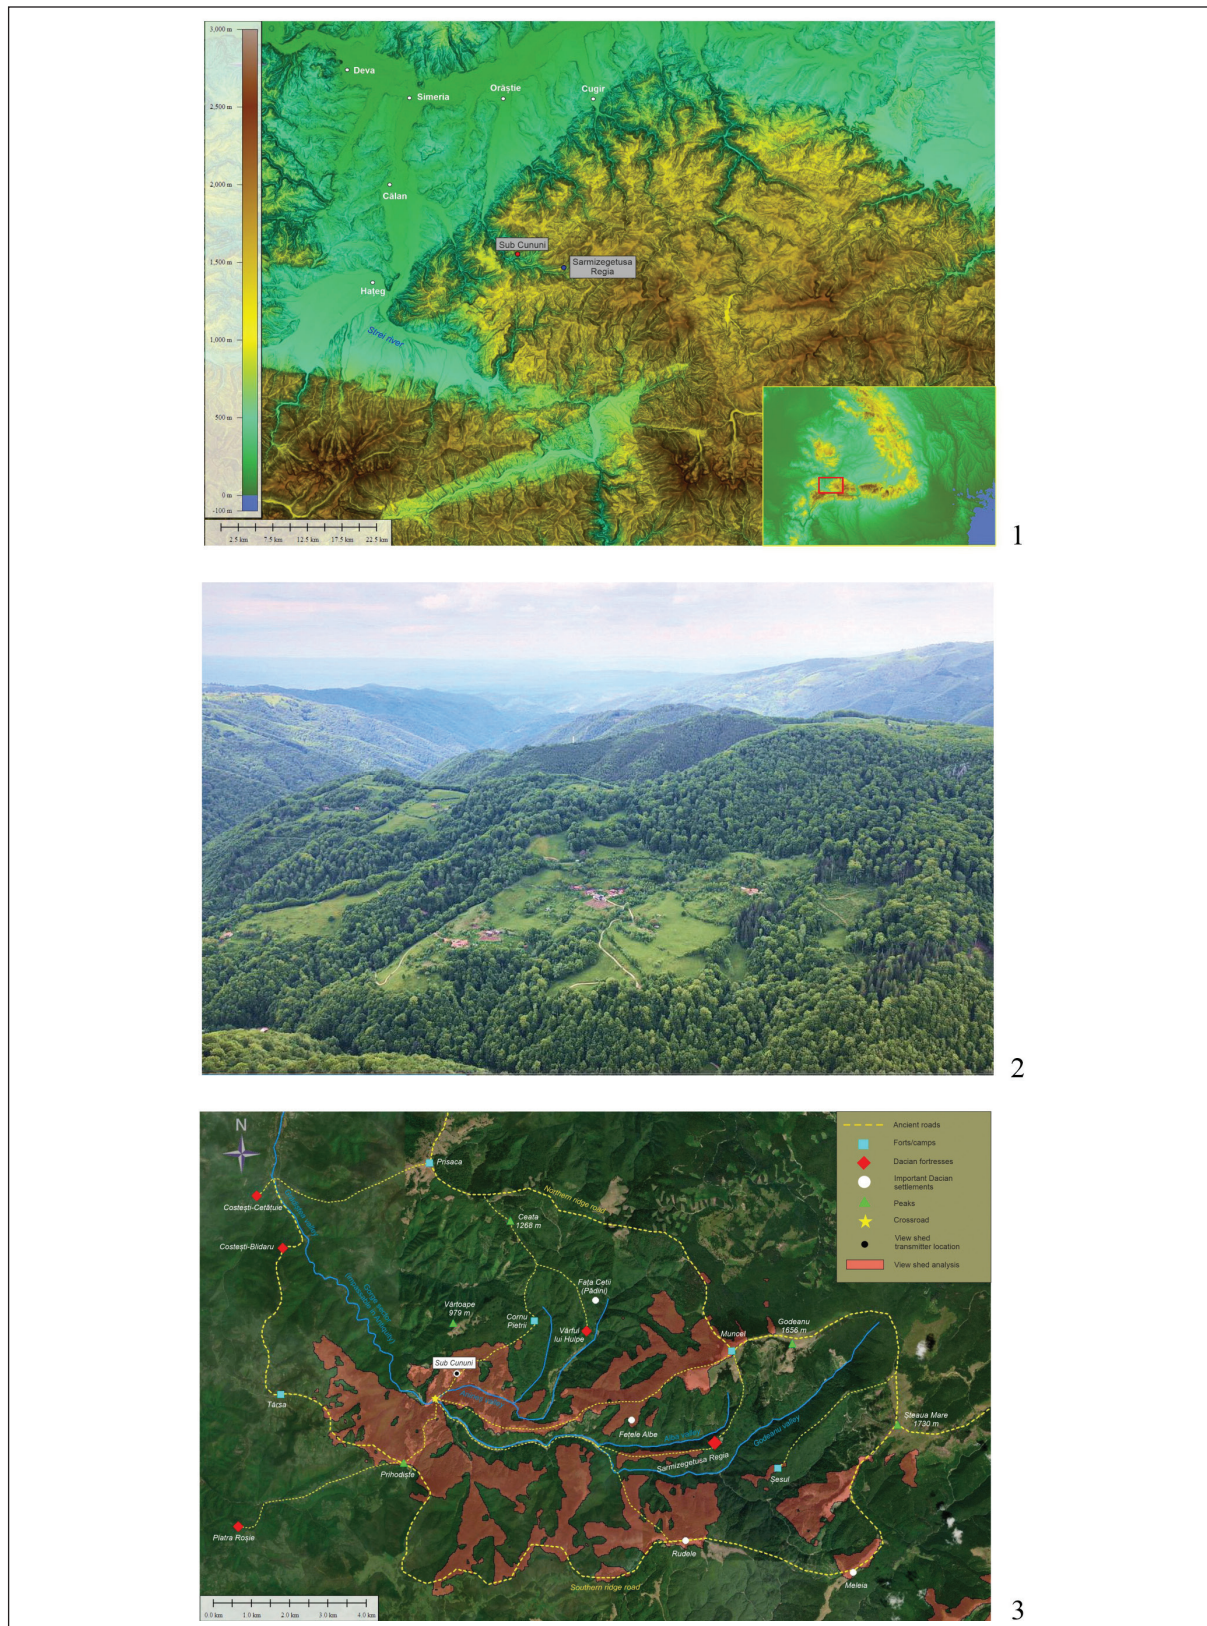 3,000 m
2,500 m
2,000 m
1,500 m
1,000 m
500 m
0 m
-100 m
Deva
Simeria
Orăștie
Cugir
Călan
Sub Cununi
Sarmizegetusa
Regia
Hațeg
Strei river
2.5 km 7.5 km 12.5 km 17.5 km 22.5 km
1
2
N
Prisaca
Costești-Cetățuie
Northern ridge road
Ceata
1268 m
Costești-Blidaru
Fața Cetii
(Pădini)
Vârtoape
979 m
Cornu
Pietrii
Vârful
lui Hulpe
Muncel
Godeanu
1656 m
Sub Cununi
Târsa
Fețele Albe
Godeanu valley
Șteaua Mare
1730 m
Sarmizegetusa Regia
Prihodiște
Șesul
Platra Roșie
Rudele
Meleia
Southern ridge road
0.0 km 1.0 km 2.0 km 3.0 km 4.0 km
Ancient roads
Forts/camps
Dacian fortresses
Important Dacian
settlements
Peaks
Crossroad
View shed
transmitter location
View shed analysis
3